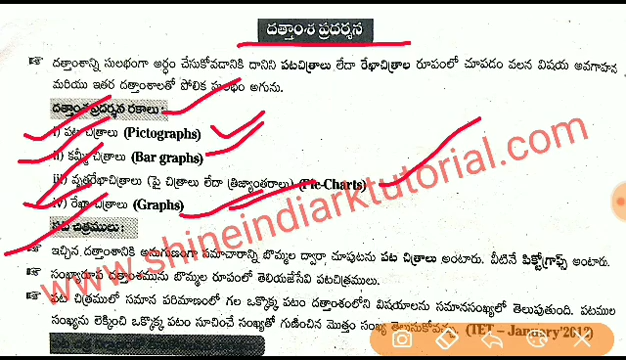 దత్తాంశ ప్రదర్శన
☞ దత్తాంశాన్ని సులభంగా అర్థం చేసుకోవడానికి దానిని పటచిత్రాలు లేదా రేఖాచిత్రాల రూపంలో చూపడం వలన విషయ అవగాహన
మరియు ఇతర దత్తాంశాలతో పోలిక సులభం అగును.
దత్తాంశ ప్రదర్శన రకాలు :
i) పట చిత్రాలు (Pictographs)
ii) కమ్మీ చిత్రాలు (Bar graphs)
iii) వృత్తరేఖాచిత్రాలు (పై చిత్రాలు లేదా త్రిజ్యాంతరాలు) (Pie-Charts)
iv) రేఖా చిత్రాలు (Graphs)
పట చిత్రములు :
☞ ఇచ్చిన దత్తాంశానికి అనుగుణంగా సమాచారాన్ని బొమ్మల ద్వారా చూపుటను పట చిత్రాలు అంటారు. వీటినే పిక్టోగ్రాఫ్స్ అంటారు.
☞ సంఖ్యారూప దత్తాంశమును బొమ్మల రూపంలో తెలియజేసేవి పటచిత్రములు.
☞ పట చిత్రములో సమాన పరిమాణంలో గల ఒక్కొక్క పటం దత్తాంశంలోని విషయాలను సమానసంఖ్యలో తెలుపుతుంది. పటముల
సంఖ్యను లెక్కించి ఒక్కొక్క పటం సూచించే సంఖ్యతో గుణించిన మొత్తం సంఖ్య తెలుసుకోవచ్చు. (TET – January'2012)
www.shineindiarktutorial.com